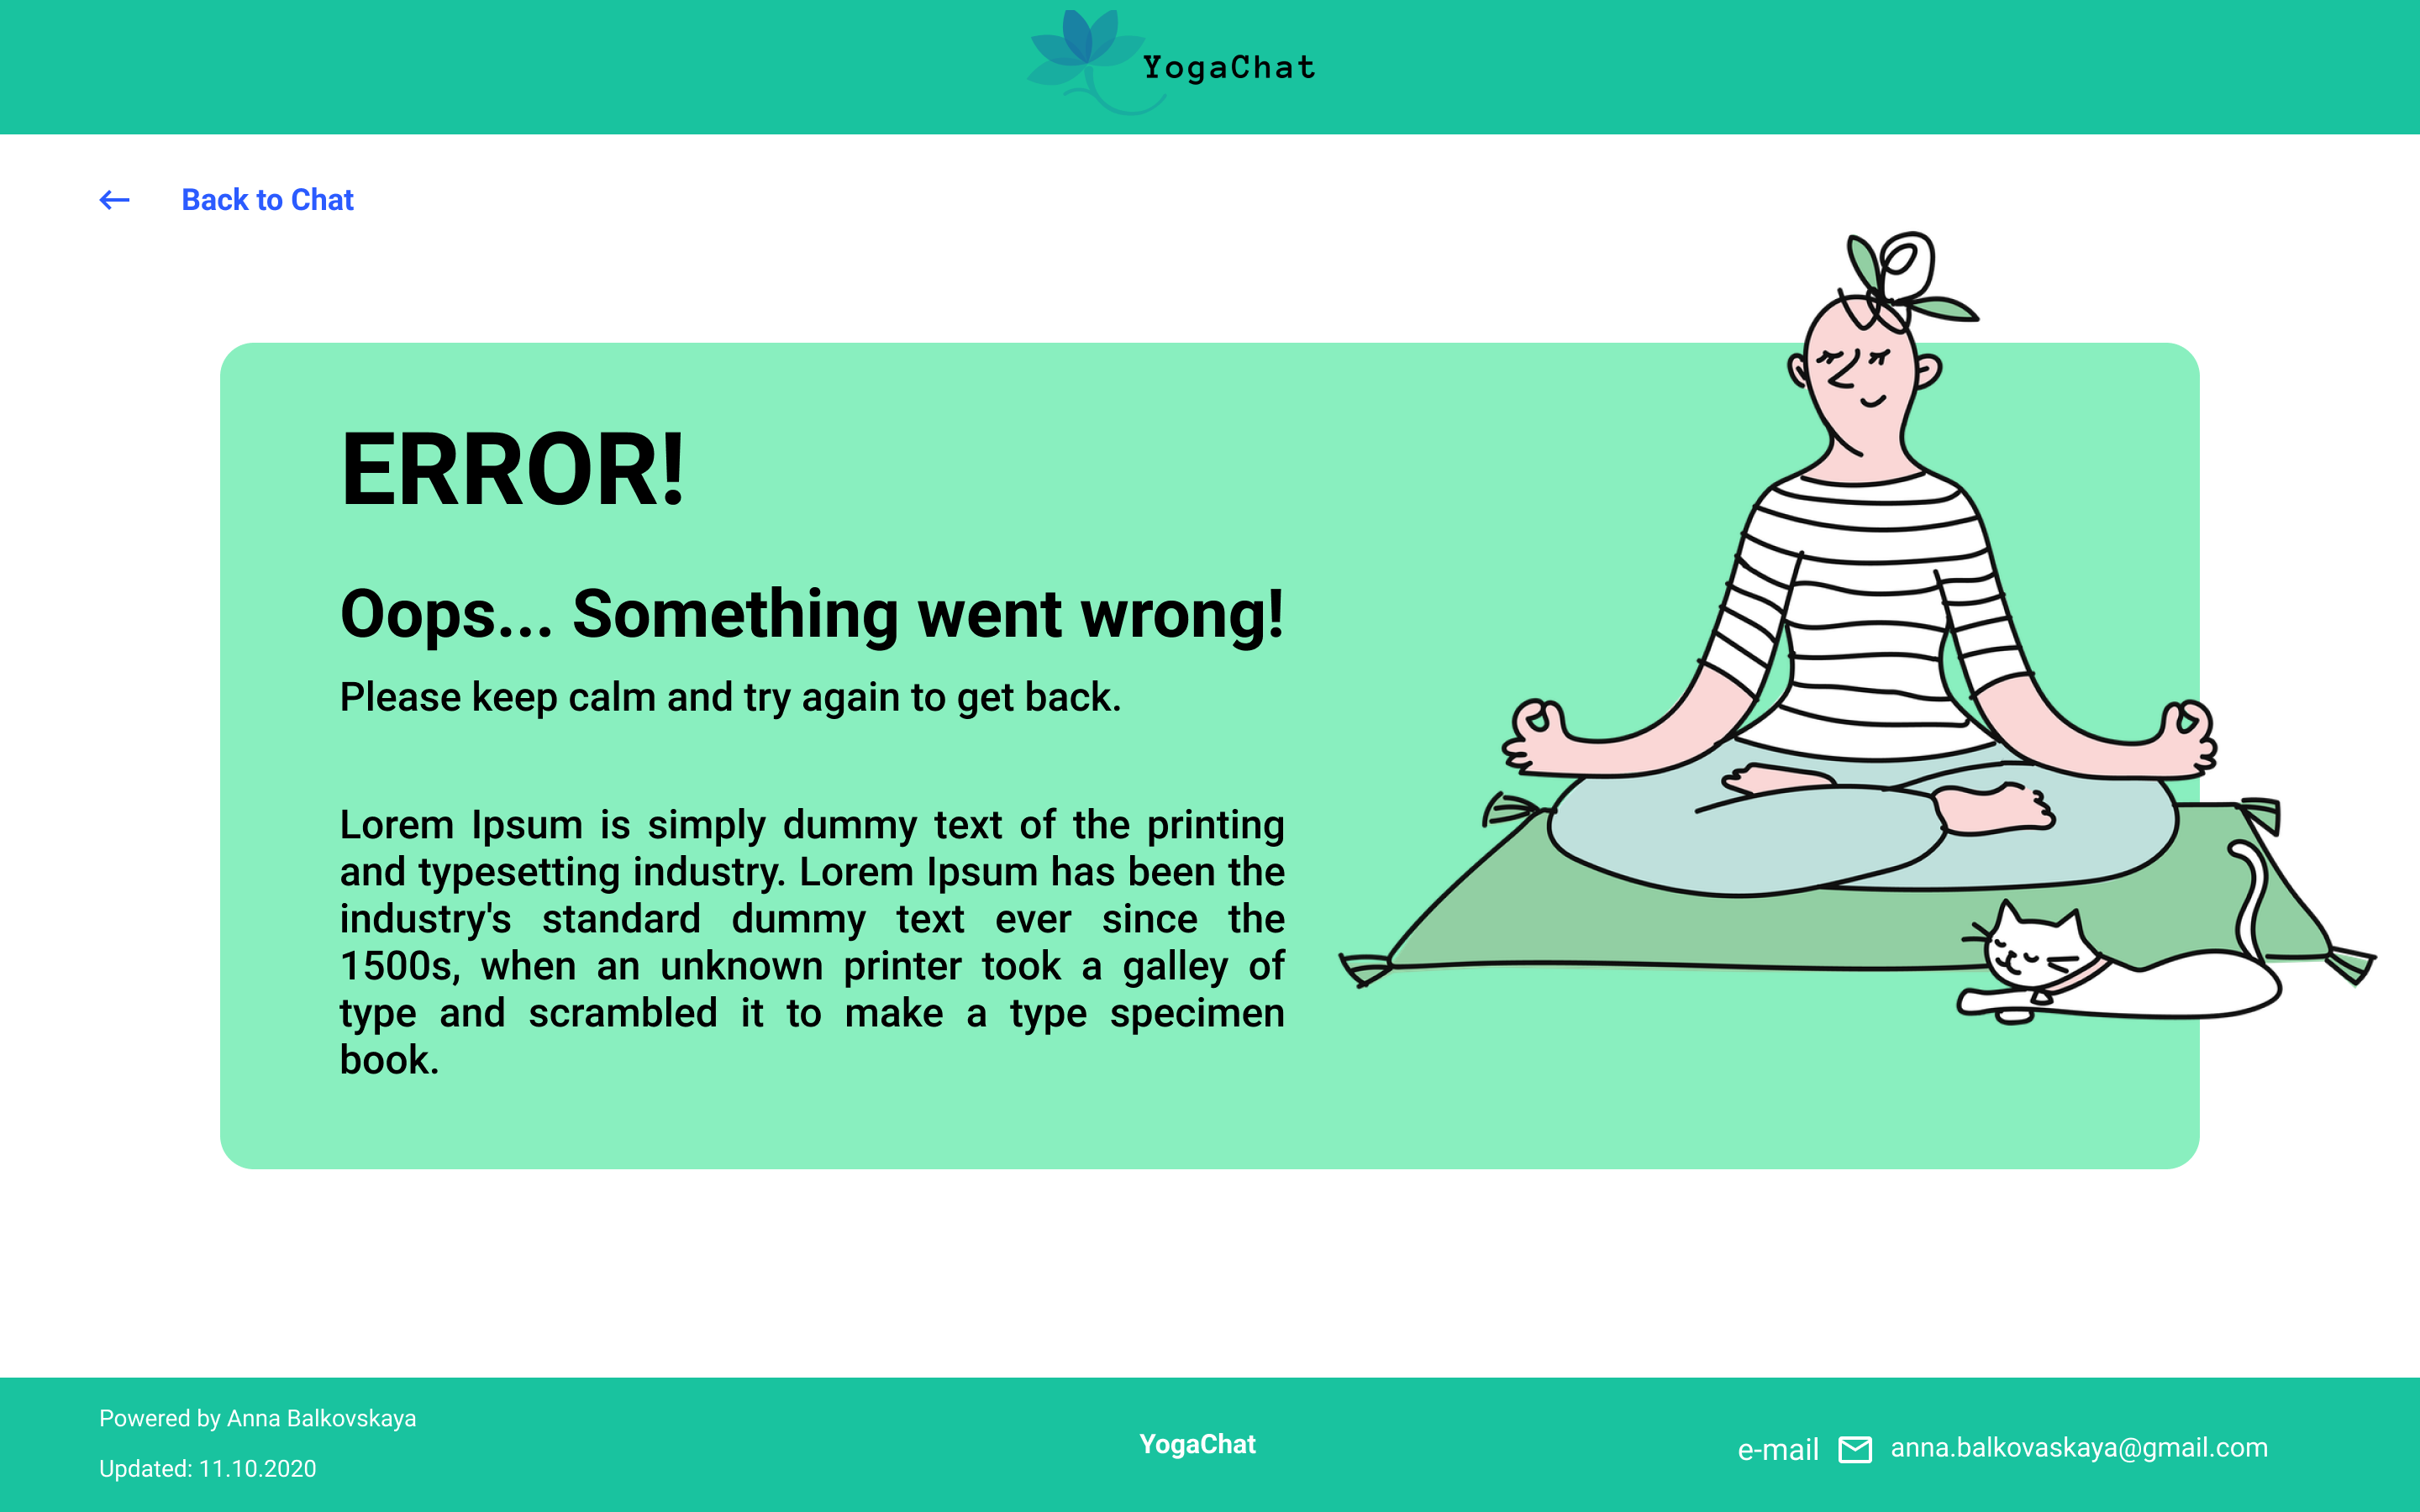 YogaChat
Back to Chat
ERROR!
Oops... Something went wrong!
Please keep calm and try again to get back.
Lorem Ipsum is simply dummy text of the printing
and typesetting industry. Lorem Ipsum has been the
industry's standard dummy text ever since the
1500s, when an unknown printer took a galley of
type and scrambled it to make a type specimen
book.
Powered by Anna Balkovskaya
Updated: 11.10.2020
YogaChat
e-mail anna.balkovaskaya@gmail.com